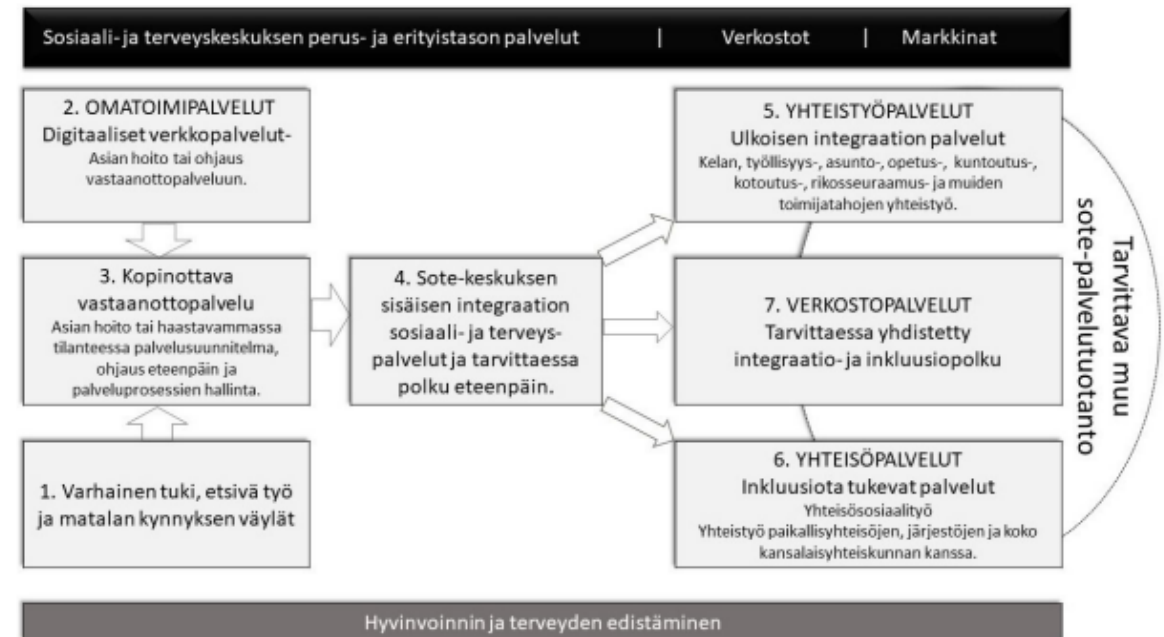 Sosiaali- ja terveyskeskuksen perus- ja erityistason palvelut | Verkostot | Markkinat
2. OMATOIMIPALVELUT
Digitaaliset verkkopalvelut-
Asian hoito tai ohjaus
vastaanottopalveluun.
3. Kopinottava
vastaanottopalvelu
Asian hoito tai haastavammassa
tilanteessa palvelusuunnitelma,
ohjaus eteenpäin ja
palveluprosessien hallinta.
1. Varhainen tuki, etsivä työ
ja matalan kynnyksen väylät
4. Sote-keskuksen
sisäisen integraation
sosiaali- ja terveys-
palvelut ja tarvittaessa
polku eteenpäin.
5. YHTEISTYÖPALVELUT
Ulkoisen integraation palvelut
Kelan, työllisyys-, asunto-, opetus-, kuntoutus-,
kotoutus-, rikosseuraamus- ja muiden
toimijatahojen yhteistyö.
7. VERKOSTOPALVELUT
Tarvittaessa yhdistetty
integraatio- ja inkluusiopolku
6. YHTEISÖPALVELUT
Inkluusiota tukevat palvelut
Yhteisösosiaalityö
Yhteistyö paikallisyhteisöjen, järjestöjen ja koko
kansalaisyhteiskunnan kanssa.
Tarvittava muu
sote-palvelutuotanto
Hyvinvoinnin ja terveyden edistäminen